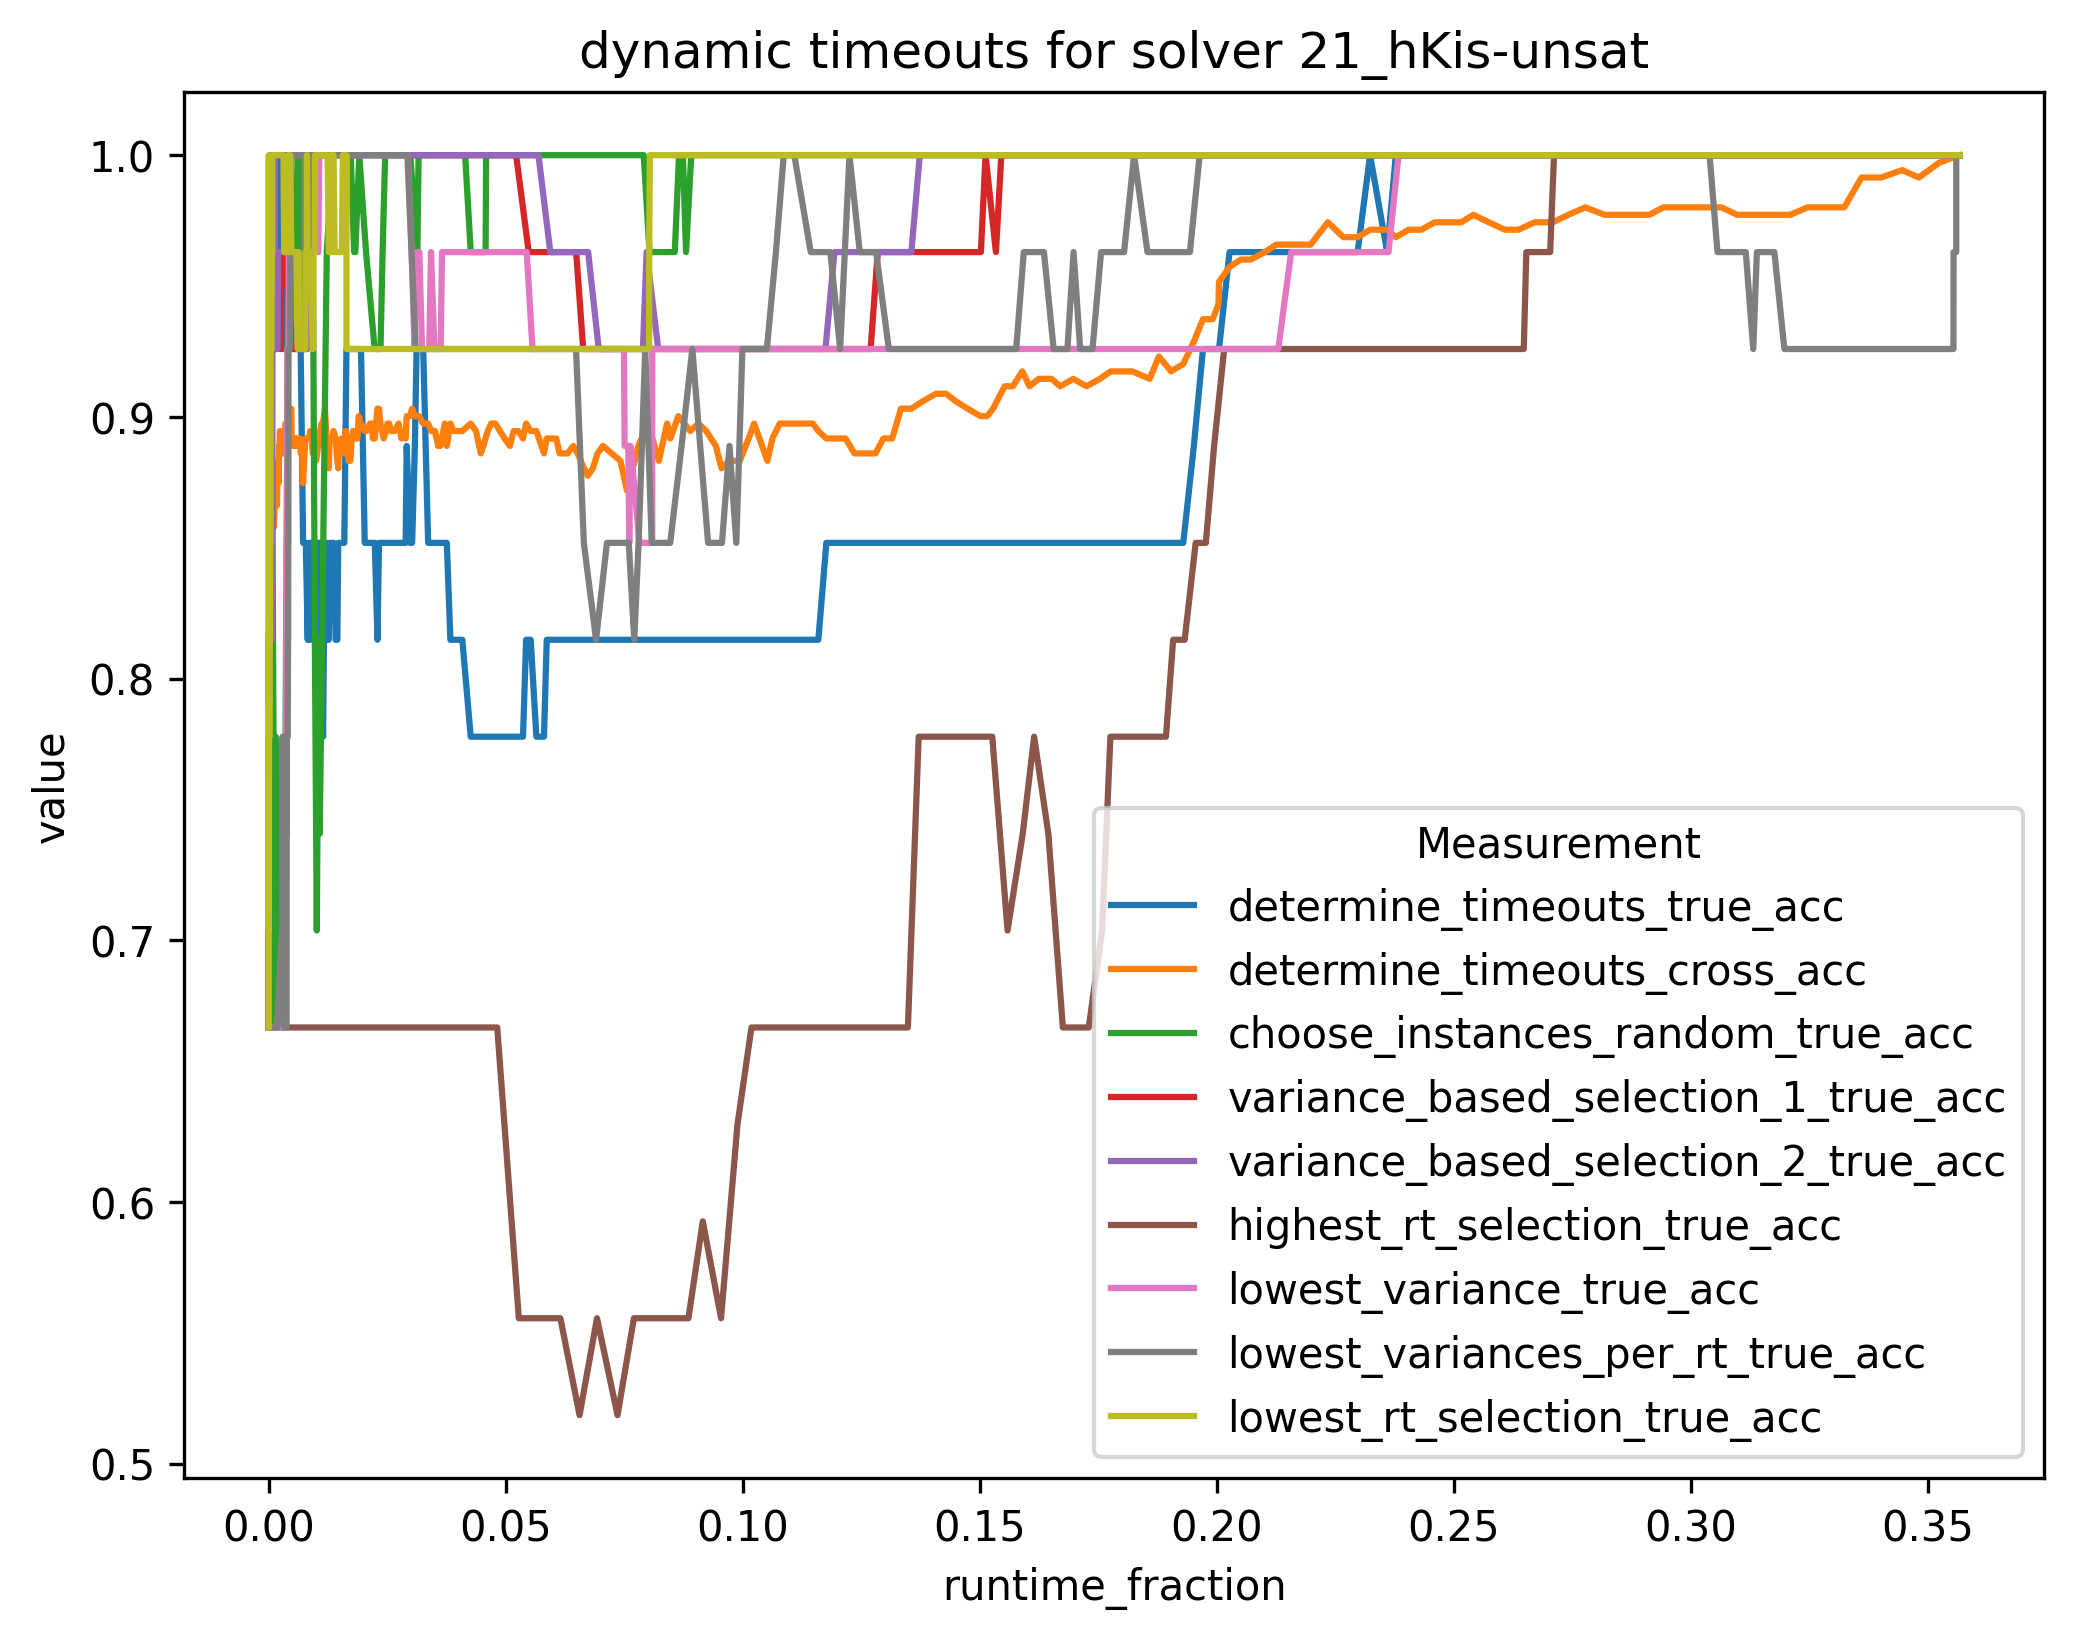 dynamic timeouts for solver 21_hKis-unsat
value
1.0
0.9
0.8
0.7
0.6
0.5
Measurement
determine_timeouts_true_acc
determine_timeouts_cross_acc
choose_instances_random_true_acc
variance_based_selection_1_true_acc
variance_based_selection_2_true_acc
highest_rt_selection_true_acc
lowest_variance_true_acc
lowest_variances_per_rt_true_acc
lowest_rt_selection_true_acc
0.00 0.05 0.10 0.15 0.20 0.25 0.30 0.35
runtime_fraction